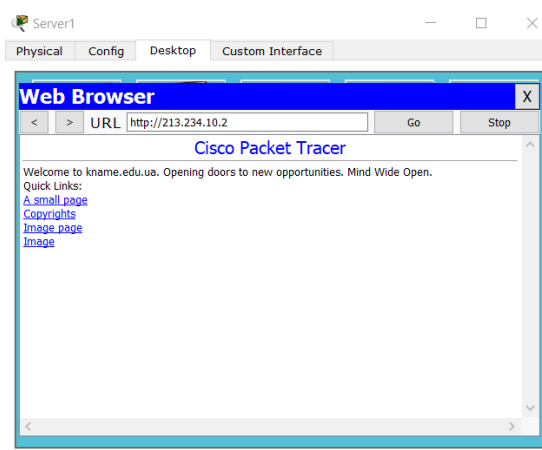 Server1
Physical Config Desktop Custom Interface
Web Browser X
< > URL http://213.234.10.2 Go Stop
Cisco Packet Tracer
Welcome to kname.edu.ua. Opening doors to new opportunities. Mind Wide Open.
Quick Links:
A small page
Copyrights
Image page
Image